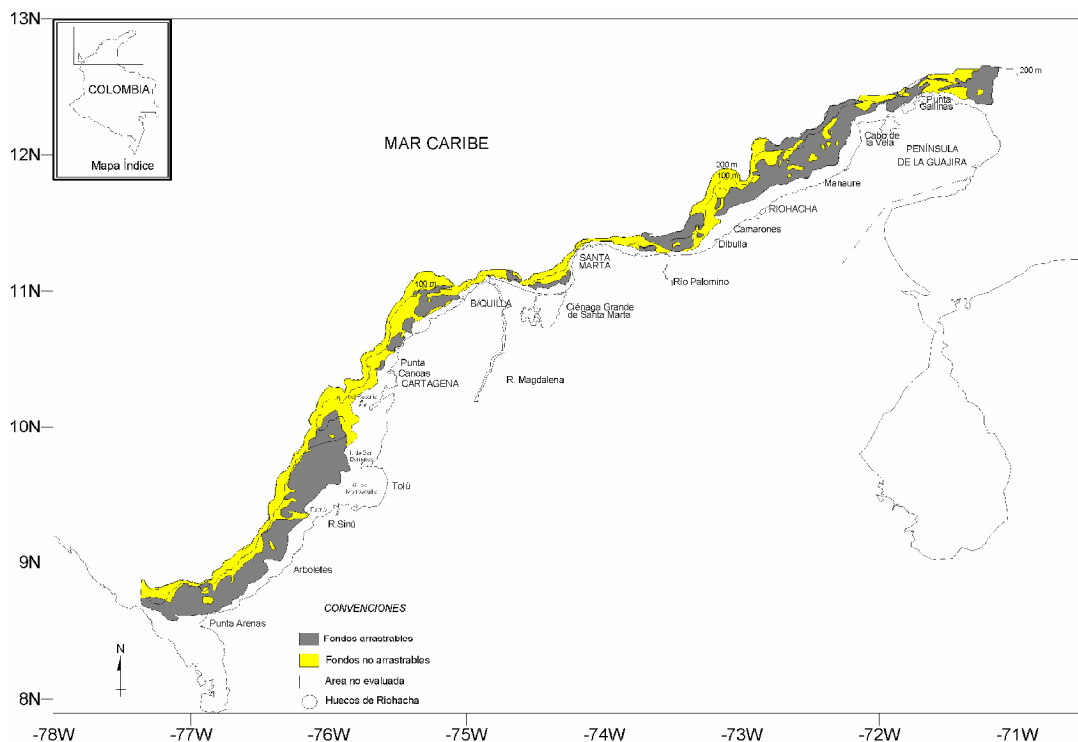 13N
N
COLOMBIA
Mapa Índice
MAR CARIBE
200 m
Punta
Gallinas
12N
Cabo de
la Vela
PENÍNSULA
DE LA GUAJIRA
200 m
100 m
Manaure
RIOHACHA
Camarones
Dibulla
SANTA
MARTA
Río Palomino
11N
100 m
B/QUILLA
Ciénaga Grande
de Santa Marta
Punta
Canoas
CARTAGENA
R. Magdalena
10N
Tolú
R.Sinú
9N
Arboletes
CONVENCIONES
Punta Arenas
Fondos arrastrables
N
Fondos no arrastrables
Area no evaluada
Huecos de Riohacha
8N
-78W
-77W
-76W
-75W
-74W
-73W
-72W
-71W